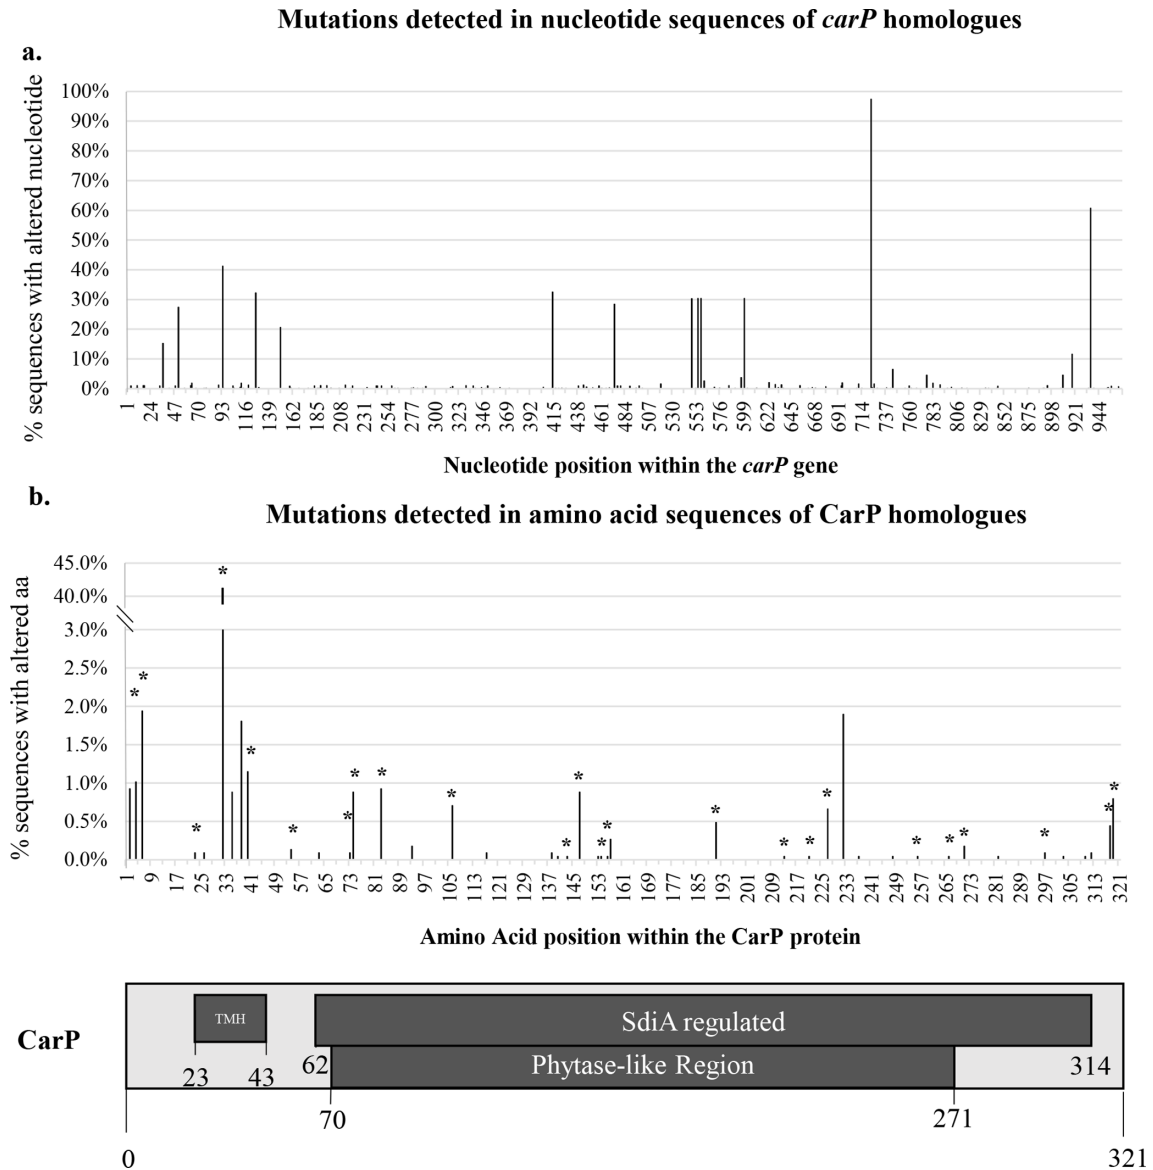 Mutations detected in nucleotide sequences of carP homologues
a.
% sequences with altered nucleotide
100%
90%
80%
70%
60%
50%
40%
30%
20%
10%
0%
1 24 47 70 93 116 139 162 185 208 231 254 277 300 323 346 369 392 415 438 461 484 507 530 553 576 599 622 645 668 691 714 737 760 783 806 829 852 875 898 921 944
Nucleotide position within the carP gene
b.
Mutations detected in amino acid sequences of CarP homologues
% sequences with altered aa
45.0%
40.0%
3.0%
2.5%
2.0%
1.5%
1.0%
0.5%
0.0%
* * * * * * * * * * * * * * * * * * * * * * *
1 9 17 25 33 41 49 57 65 73 81 89 97 105 113 121 129 137 145 153 161 169 177 185 193 201 209 217 225 233 241 249 257 265 273 281 289 297 305 313 321
Amino Acid position within the CarP protein
CarP
TMH
SdiA regulated
Phytase-like Region
23 43 62 314
70 271
0 321